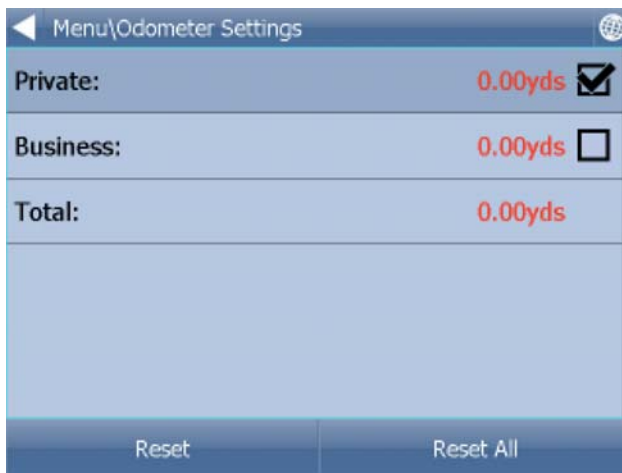 Menu\Odometer Settings
Private: 0.00yds
Business: 0.00yds
Total: 0.00yds
Reset Reset All